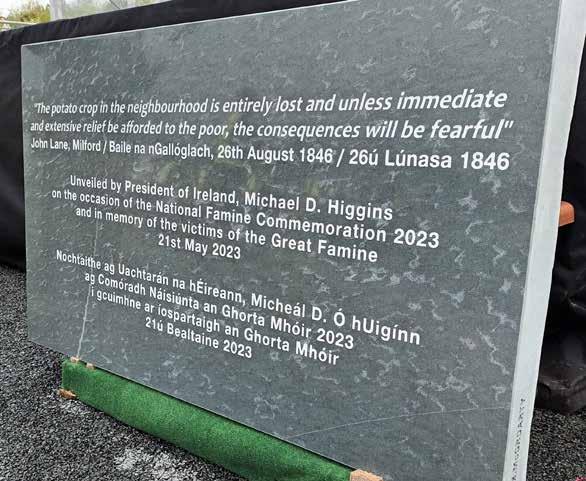 "The potato crop in the neighbourhood is entirely lost and unless immediate
and extensive relief be afforded to the poor, the consequences will be fearful"
John Lane, Milford / Baile na nGallóglach, 26th August 1846 / 26ú Lúnasa 1846
Unveiled by President of Ireland, Michael D. Higgins
on the occasion of the National Famine Commemoration 2023
and in memory of the victims of the Great Famine
21st May 2023
Nochtaithe ag Uachtarán na hÉireann, Micheál D. Ó hUigínn
ag Comóradh Náisiúnta an Ghorta Mhóir 2023
i gcuimhne ar íospartaigh an Ghorta Mhóir
21ú Bealtaine 2023